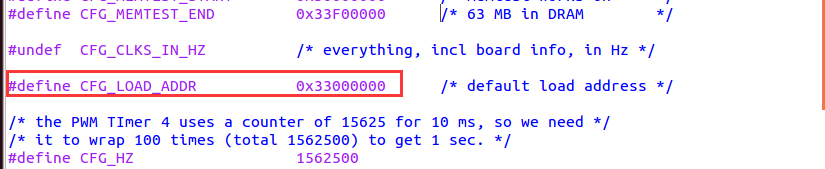 #define CFG_MEMTEST_END 0x33F00000 /* 63 MB in DRAM */
#undef CFG_CLKS_IN_HZ /* everything, incl board info, in Hz */
#define CFG_LOAD_ADDR 0x33000000 /* default load address */
/* the PWM TImer 4 uses a counter of 15625 for 10 ms, so we need */
/* it to wrap 100 times (total 1562500) to get 1 sec. */
#define CFG_HZ 1562500